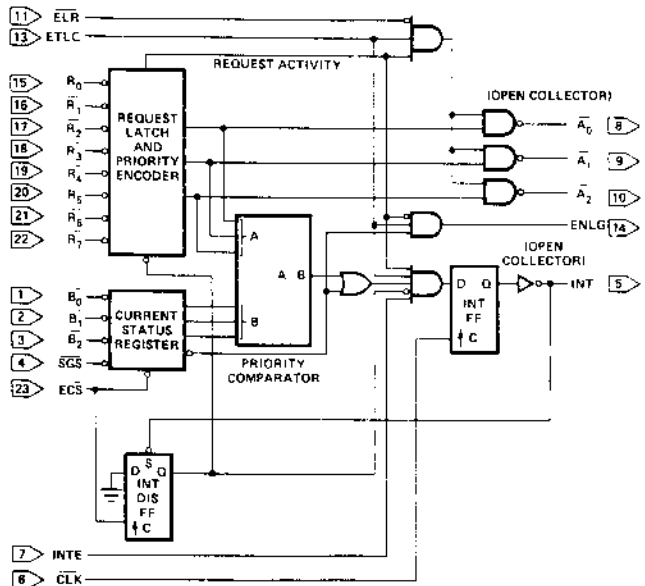 11 ELR
13 ETLC
REQUEST ACTIVITY
15 R0
16 R1
17 R2
18 R3
19 R4
20 R5
21 R6
22 R7
REQUEST
LATCH
AND
PRIORITY
ENCODER
(OPEN COLLECTOR)
A0 8
A1 9
A2 10
ENLG 14
A
B
A B
PRIORITY
COMPARATOR
1 B0
2 B1
3 B2
4 SGS
23 ECS
CURRENT
STATUS
REGISTER
(OPEN
COLLECTOR)
D Q
INT
FF
C
INT 5
S
D Q
INT
DIS
FF
C
7 INTE
6 CLK